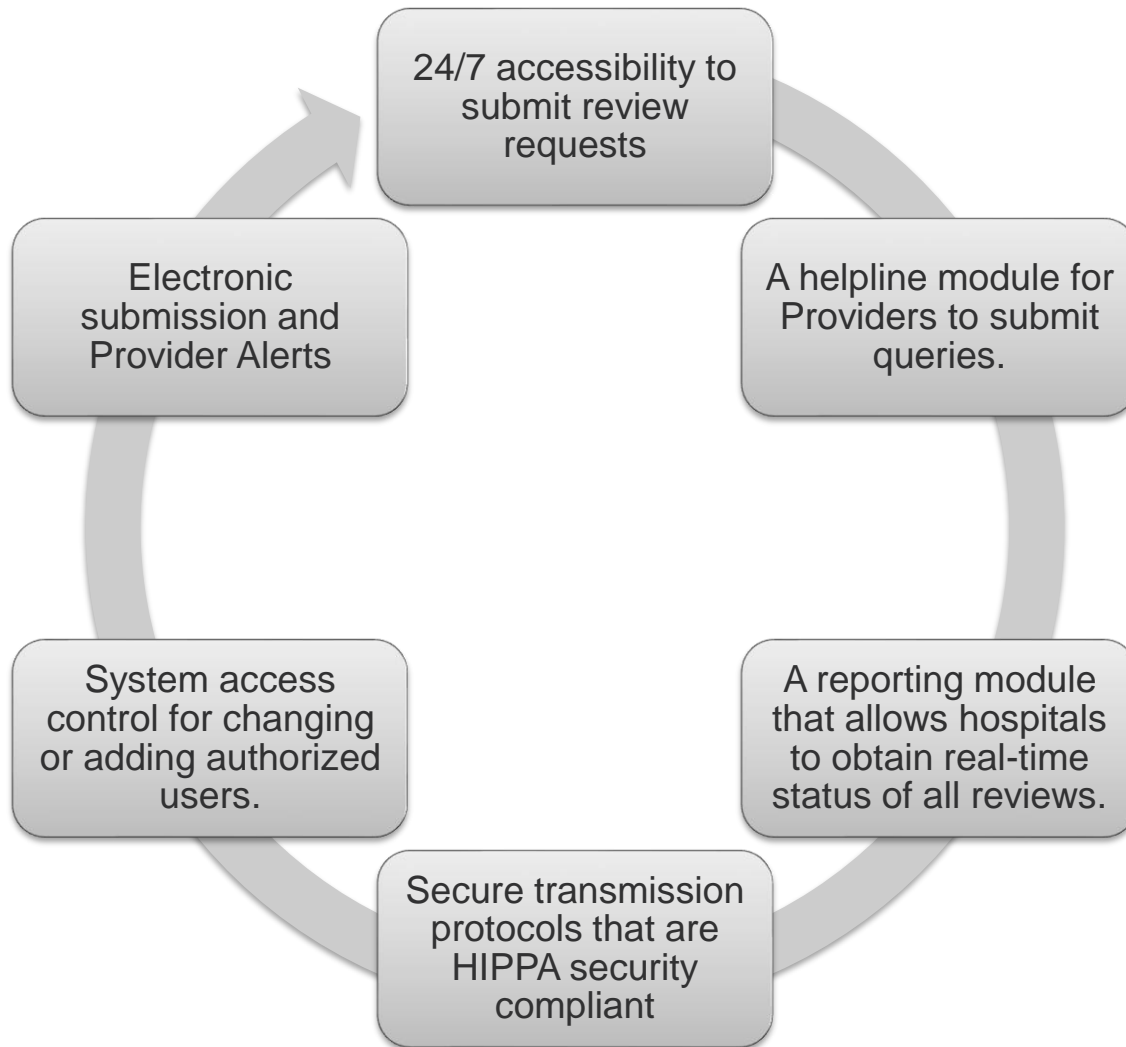 24/7 accessibility to
submit review
requests
A helpline module for
Providers to submit
queries.
A reporting module
that allows hospitals
to obtain real-time
status of all reviews.
Secure transmission
protocols that are
HIPPA security
compliant
System access
control for changing
or adding authorized
users.
Electronic
submission and
Provider Alerts